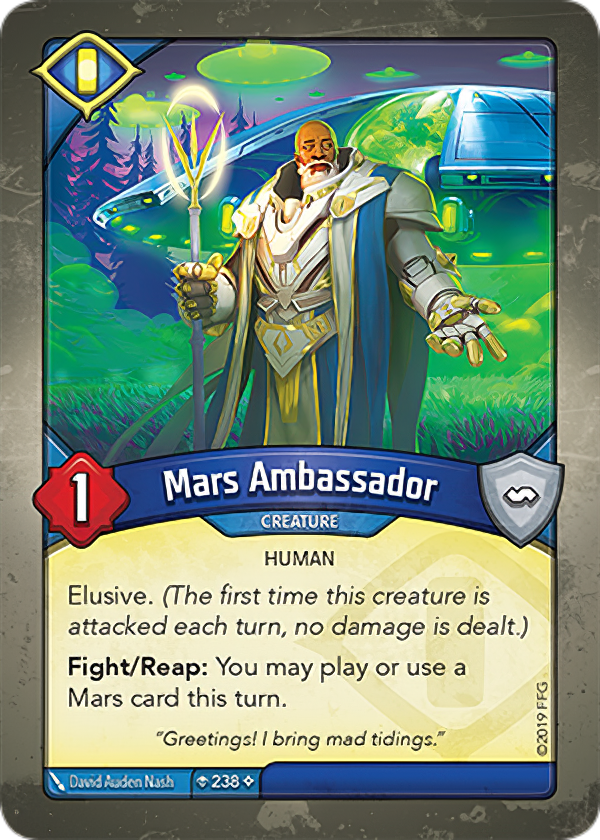 1
Mars Ambassador
CREATURE
HUMAN
Elusive. (The first time this creature is
attacked each turn, no damage is dealt.)
Fight/Reap: You may play or use a
Mars card this turn.
“Greetings! I bring mad tidings.”
©2019 FFG
David Auden Nash
238